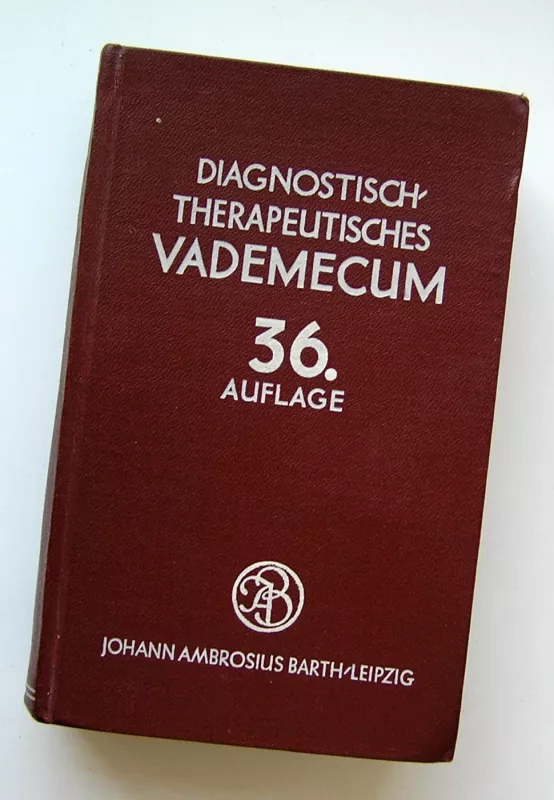 DIAGNOSTISCH-
THERAPEUTISCHES
VADEMECUM
36.
AUFLAGE
JAB
JOHANN AMBROSIUS BARTH-LEIPZIG